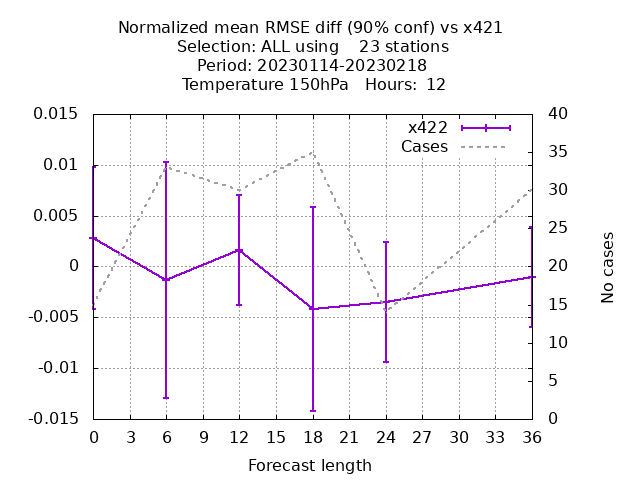 Normalized mean RMSE diff (90% conf) vs x421
Selection: ALL using    23 stations
Period: 20230114-20230218
Temperature 150hPa   Hours:  12
x422
Cases
0.015
0.01
0.005
0
-0.005
-0.01
-0.015
40
35
30
25
20
15
10
5
0
No cases
0 3 6 9 12 15 18 21 24 27 30 33 36
Forecast length